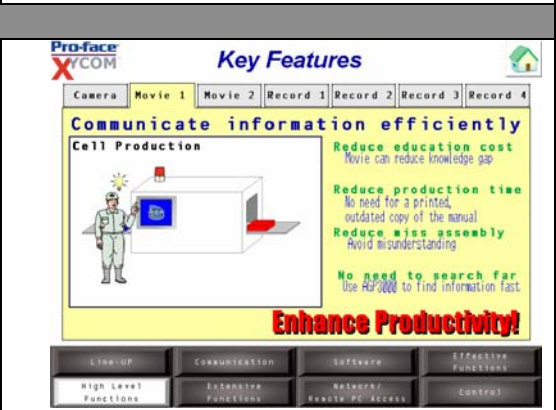 Pro-face
XYCOM
Key Features
Camera
Movie 1
Movie 2
Record 1
Record 2
Record 3
Record 4
Communicate information efficiently
Cell Production
Reduce education cost
Movie can reduce knowledge gap
Reduce production time
No need for a printed,
outdated copy of the manual
Reduce miss assembly
Avoid misunderstanding
No need to search far
Use AGP3000 to find information fast
Enhance Productivity!
Line-UP
Communication
Software
Effective
Functions
High Level
Functions
Extensive
Functions
Network/
Remote PC Access
Control